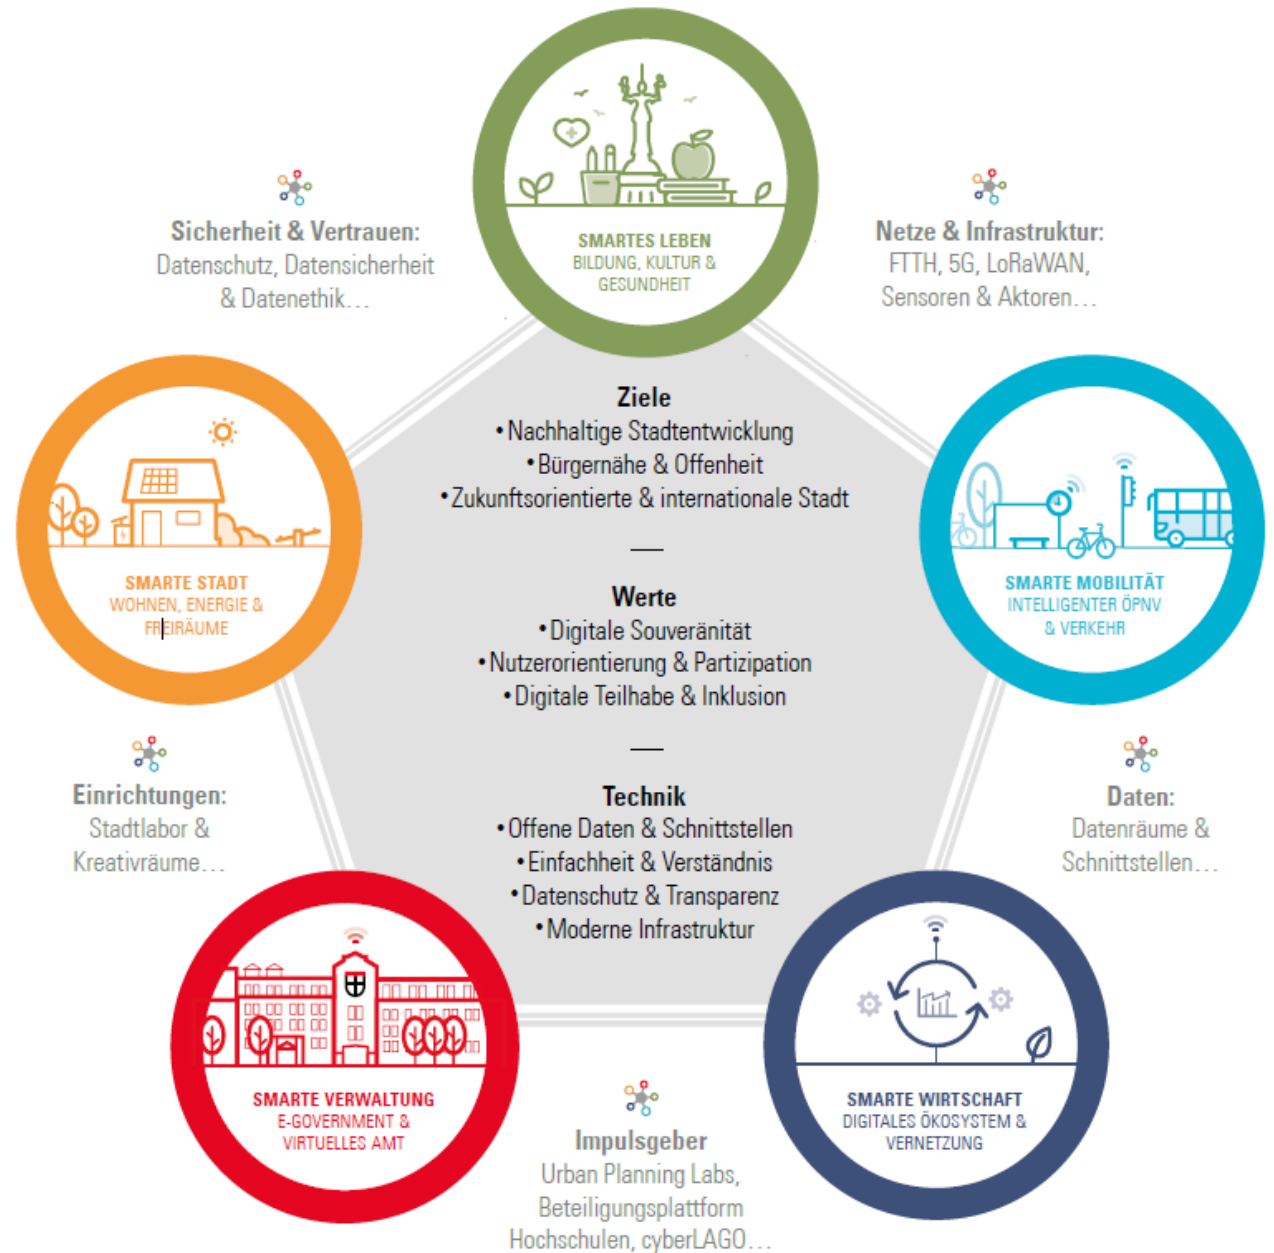 SMARTES LEBEN
BILDUNG, KULTUR &
GESUNDHEIT
Sicherheit & Vertrauen:
Datenschutz, Datensicherheit
& Datenethik...
Netze & Infrastruktur:
FTTH, 5G, LoRaWAN,
Sensoren & Aktoren...
SMARTE STADT
WOHNEN, ENERGIE &
FREIRÄUME
Ziele
• Nachhaltige Stadtentwicklung
• Bürgernähe & Offenheit
• Zukunftsorientierte & internationale Stadt
Werte
• Digitale Souveränität
• Nutzerorientierung & Partizipation
• Digitale Teilhabe & Inklusion
Technik
• Offene Daten & Schnittstellen
• Einfachheit & Verständnis
• Datenschutz & Transparenz
• Moderne Infrastruktur
SMARTE MOBILITÄT
INTELLIGENTER ÖPNV
& VERKEHR
Einrichtungen:
Stadtlabor &
Kreativräume...
Daten:
Datenräume &
Schnittstellen...
SMARTE VERWALTUNG
E-GOVERNMENT &
VIRTUELLES AMT
Impulsgeber
Urban Planning Labs,
Beteiligungsplattform
Hochschulen, cyberLAGO...
SMARTE WIRTSCHAFT
DIGITALES ÖKOSYSTEM &
VERNETZUNG